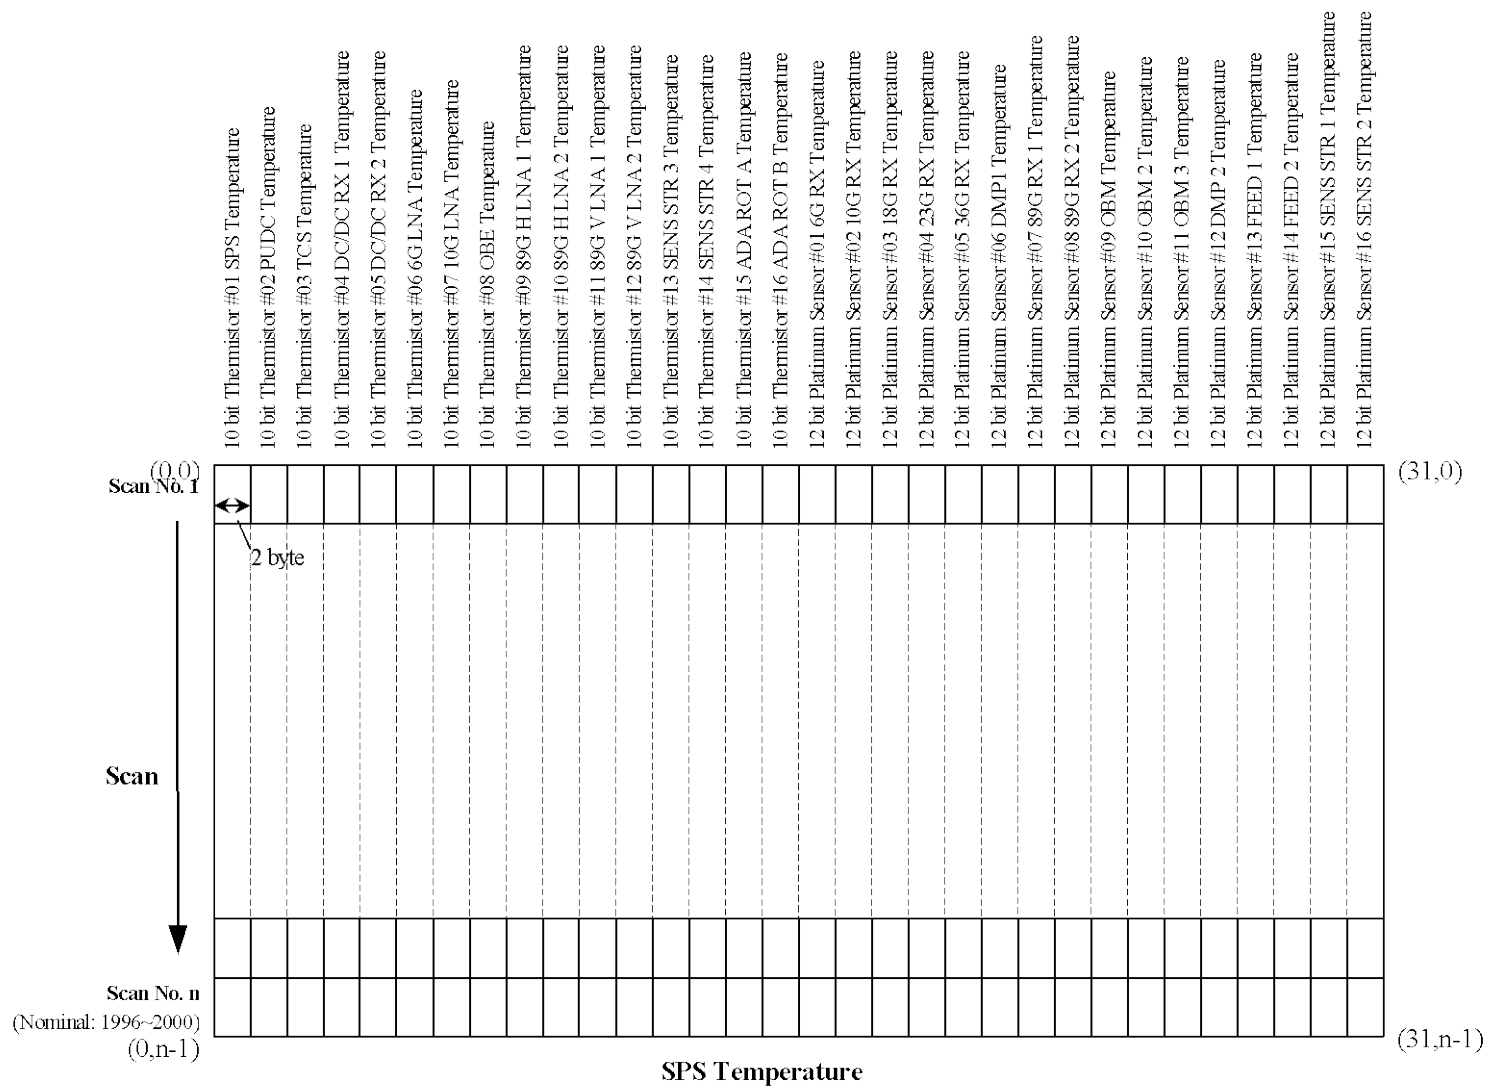 10 bit Thermistor #01 SPS Temperature
10 bit Thermistor #02 PUDC Temperature
10 bit Thermistor #03 TCS Temperature
10 bit Thermistor #04 DC/DC RX 1 Temperature
10 bit Thermistor #05 DC/DC RX 2 Temperature
10 bit Thermistor #06 6G LNA Temperature
10 bit Thermistor #07 10G LNA Temperature
10 bit Thermistor #08 OBE Temperature
10 bit Thermistor #09 89G H LNA 1 Temperature
10 bit Thermistor #10 89G H LNA 2 Temperature
10 bit Thermistor #11 89G V LNA 1 Temperature
10 bit Thermistor #12 89G V LNA 2 Temperature
10 bit Thermistor #13 SENS STR 3 Temperature
10 bit Thermistor #14 SENS STR 4 Temperature
10 bit Thermistor #15 ADA ROT A Temperature
10 bit Thermistor #16 ADA ROT B Temperature
12 bit Platinum Sensor #01 6G RX Temperature
12 bit Platinum Sensor #02 10G RX Temperature
12 bit Platinum Sensor #03 18G RX Temperature
12 bit Platinum Sensor #04 23G RX Temperature
12 bit Platinum Sensor #05 36G RX Temperature
12 bit Platinum Sensor #06 DMP1 Temperature
12 bit Platinum Sensor #07 89G RX 1 Temperature
12 bit Platinum Sensor #08 89G RX 2 Temperature
12 bit Platinum Sensor #09 OBM Temperature
12 bit Platinum Sensor #10 OBM 2 Temperature
12 bit Platinum Sensor #11 OBM 3 Temperature
12 bit Platinum Sensor #12 DMP 2 Temperature
12 bit Platinum Sensor #13 FEED 1 Temperature
12 bit Platinum Sensor #14 FEED 2 Temperature
12 bit Platinum Sensor #15 SENS STR 1 Temperature
12 bit Platinum Sensor #16 SENS STR 2 Temperature
(0,0)
(31,0)
Scan No. 1
2 byte
Scan
Scan No. n
(Nominal: 1996~2000)
(0,n-1)
(31,n-1)
SPS Temperature